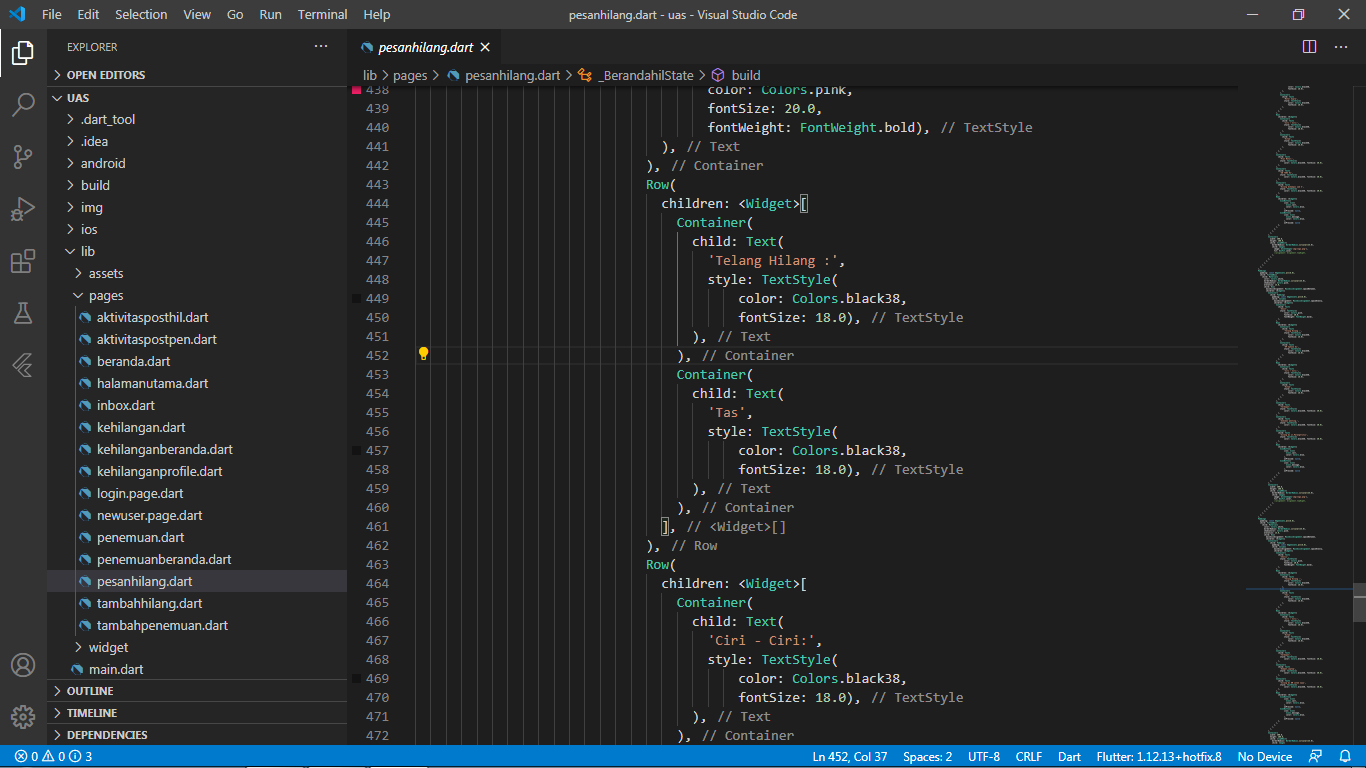 File Edit Selection View Go Run Terminal Help
pesanhilang.dart - uas - Visual Studio Code
EXPLORER
OPEN EDITORS
UAS
.dart_tool
.idea
android
build
img
ios
lib
assets
pages
aktivitasposthil.dart
aktivitaspostpen.dart
beranda.dart
halamanutama.dart
inbox.dart
kehilangan.dart
kehilanganberanda.dart
kehilanganprofile.dart
login.page.dart
newuser.page.dart
penemuan.dart
penemuanberanda.dart
pesanhilang.dart
tambahhilang.dart
tambahpenemuan.dart
widget
main.dart
OUTLINE
TIMELINE
DEPENDENCIES
pesanhilang.dart
lib > pages > pesanhilang.dart > _BerandahilState > build
438 color: Colors.pink,
439 fontSize: 20.0,
440 fontWeight: FontWeight.bold), // TextStyle
441 ), // Text
442 ), // Container
443 Row(
444 children: <Widget>[
445 Container(
446 child: Text(
447 'Telang Hilang :',
448 style: TextStyle(
449 color: Colors.black38,
450 fontSize: 18.0), // TextStyle
451 ), // Text
452 ), // Container
453 Container(
454 child: Text(
455 'Tas',
456 style: TextStyle(
457 color: Colors.black38,
458 fontSize: 18.0), // TextStyle
459 ), // Text
460 ), // Container
461 ], // <Widget>[]
462 ), // Row
463 Row(
464 children: <Widget>[
465 Container(
466 child: Text(
467 'Ciri - Ciri:',
468 style: TextStyle(
469 color: Colors.black38,
470 fontSize: 18.0), // TextStyle
471 ), // Text
472 ), // Container
0 0 3
Ln 452, Col 37 Spaces: 2 UTF-8 CRLF Dart Flutter: 1.12.13+hotfix.8 No Device